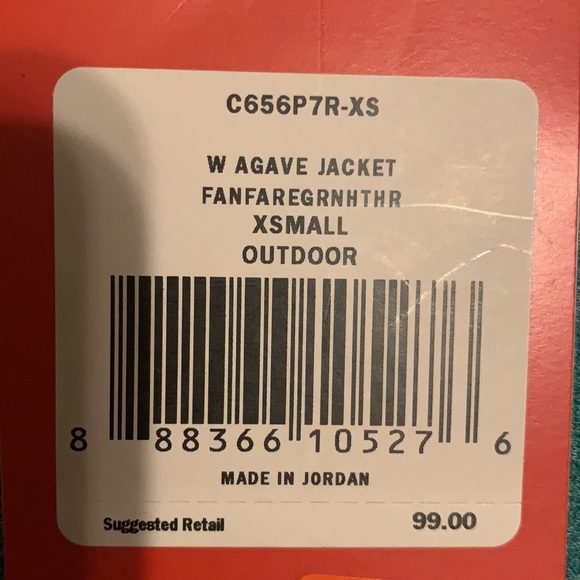 C656P7R-XS
W AGAVE JACKET
FANFAREGRNHTHR
XSMALL
OUTDOOR
8 88366 10527 6
MADE IN JORDAN
Suggested Retail 99.00